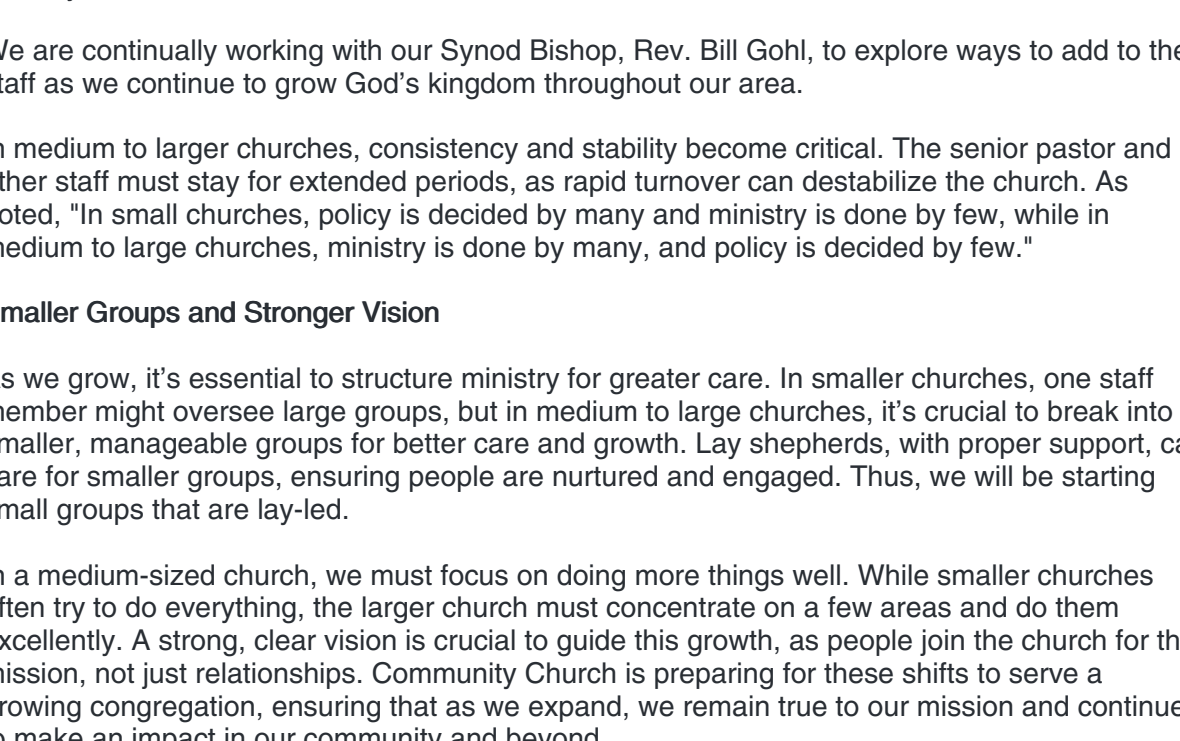 We are continually working with our Synod Bishop, Rev. Bill Gohl, to explore ways to add to the
staff as we continue to grow God’s kingdom throughout our area.
In medium to larger churches, consistency and stability become critical. The senior pastor and
other staff must stay for extended periods, as rapid turnover can destabilize the church. As
noted, "In small churches, policy is decided by many and ministry is done by few, while in
medium to large churches, ministry is done by many, and policy is decided by few."
Smaller Groups and Stronger Vision
As we grow, it’s essential to structure ministry for greater care. In smaller churches, one staff
member might oversee large groups, but in medium to large churches, it’s crucial to break into
smaller, manageable groups for better care and growth. Lay shepherds, with proper support, ca
care for smaller groups, ensuring people are nurtured and engaged. Thus, we will be starting
small groups that are lay-led.
In a medium-sized church, we must focus on doing more things well. While smaller churches
often try to do everything, the larger church must concentrate on a few areas and do them
excellently. A strong, clear vision is crucial to guide this growth, as people join the church for th
mission, not just relationships. Community Church is preparing for these shifts to serve a
growing congregation, ensuring that as we expand, we remain true to our mission and continue
to make an impact in our community and beyond.